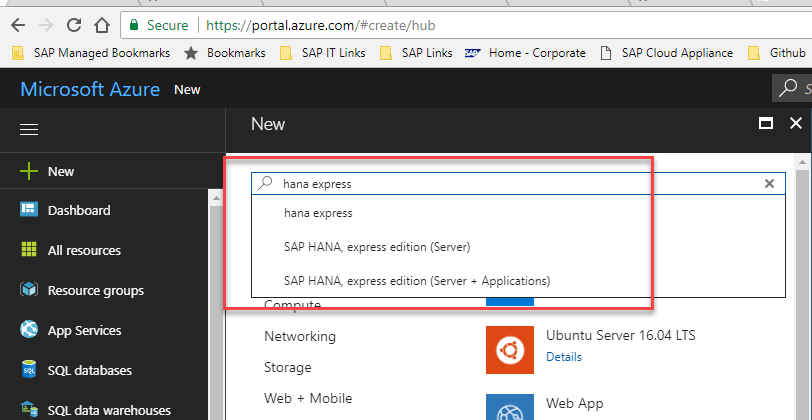 Secure https://portal.azure.com/#create/hub
SAP Managed Bookmarks Bookmarks SAP IT Links SAP Links Home - Corporate SAP Cloud Appliance
Microsoft Azure New
New
New
hana express
hana express
SAP HANA, express edition (Server)
SAP HANA, express edition (Server + Applications)
Dashboard
All resources
Resource groups
App Services
SQL databases
SQL data warehouses
Compute
Networking
Storage
Web + Mobile
Ubuntu Server 16.04 LTS
Details
Web App